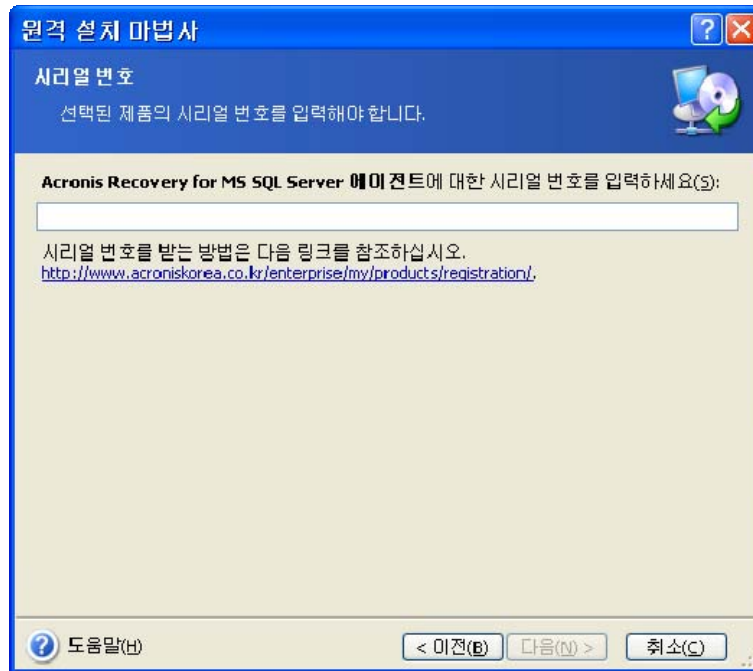 원격 설치 마법사
시리얼 번호
선택된 제품의 시리얼 번호를 입력해야 합니다.
Acronis Recovery for MS SQL Server 에이전트에 대한 시리얼 번호를 입력하세요(S):
시리얼 번호를 받는 방법은 다음 링크를 참조하십시오.
http://www.acroniskorea.co.kr/enterprise/my/products/registration/.
도움말(H)
< 이전(B) 다음(N) > 취소(C)